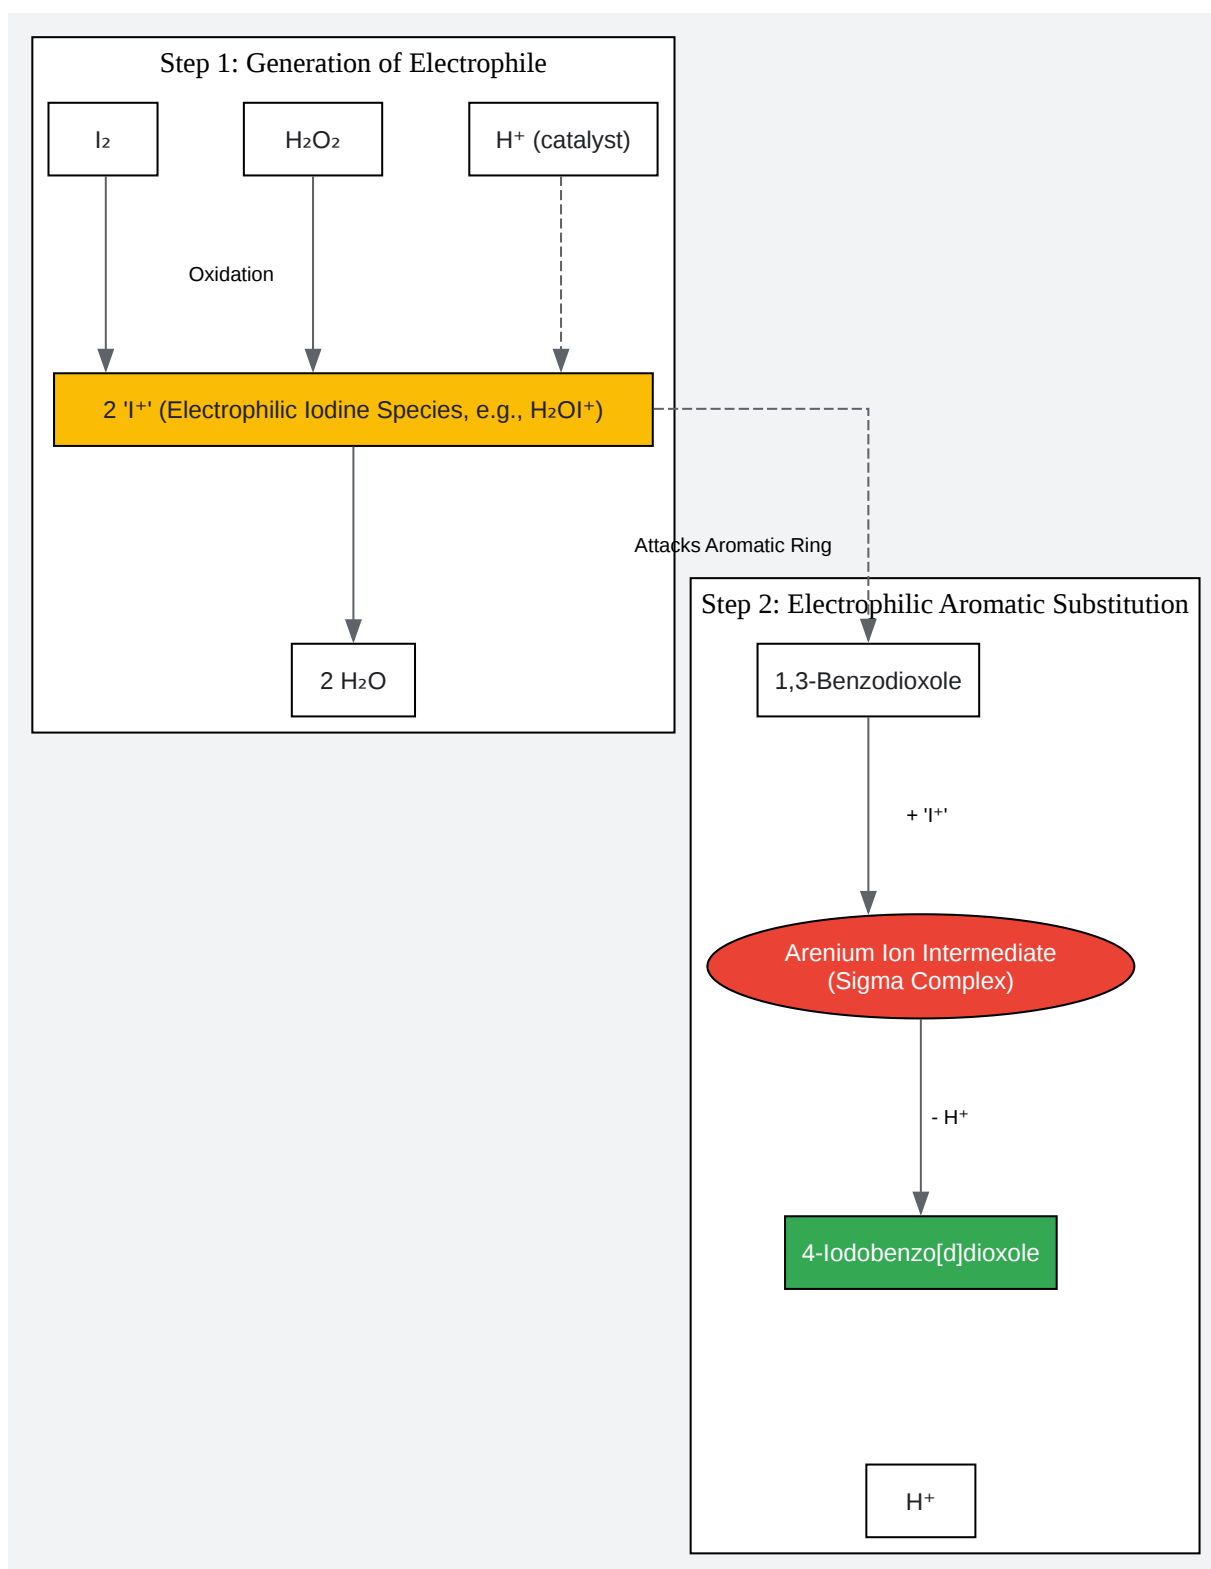 Step 1: Generation of Electrophile
I₂
H₂O₂
H⁺ (catalyst)
Oxidation
2 'I⁺' (Electrophilic Iodine Species, e.g., H₂OI⁺)
Attacks Aromatic Ring
2 H₂O
Step 2: Electrophilic Aromatic Substitution
1,3-Benzodioxole
+ 'I⁺'
Arenium Ion Intermediate
(Sigma Complex)
- H⁺
4-Iodobenzo[d]dioxole
H⁺